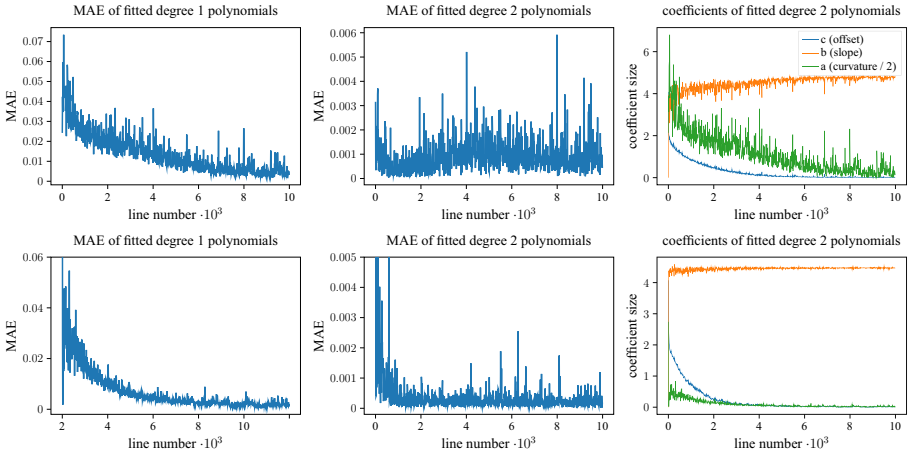 MAE of fitted degree 1 polynomials
MAE
0.07
0.06
0.05
0.04
0.03
0.02
0.01
0
0 2 4 6 8 10
line number ·10³
MAE of fitted degree 2 polynomials
MAE
0.006
0.005
0.004
0.003
0.002
0.001
0
0 2 4 6 8 10
line number ·10³
coefficients of fitted degree 2 polynomials
coefficient size
6
4
2
0
c (offset)
b (slope)
a (curvature / 2)
0 2 4 6 8 10
line number ·10³
MAE of fitted degree 1 polynomials
MAE
0.06
0.04
0.02
0
2 2 4 6 8 10
line number ·10³
MAE of fitted degree 2 polynomials
MAE
0.005
0.004
0.003
0.002
0.001
0
0 2 4 6 8 10
line number ·10³
coefficients of fitted degree 2 polynomials
coefficient size
4
2
0
0 2 4 6 8 10
line number ·10³